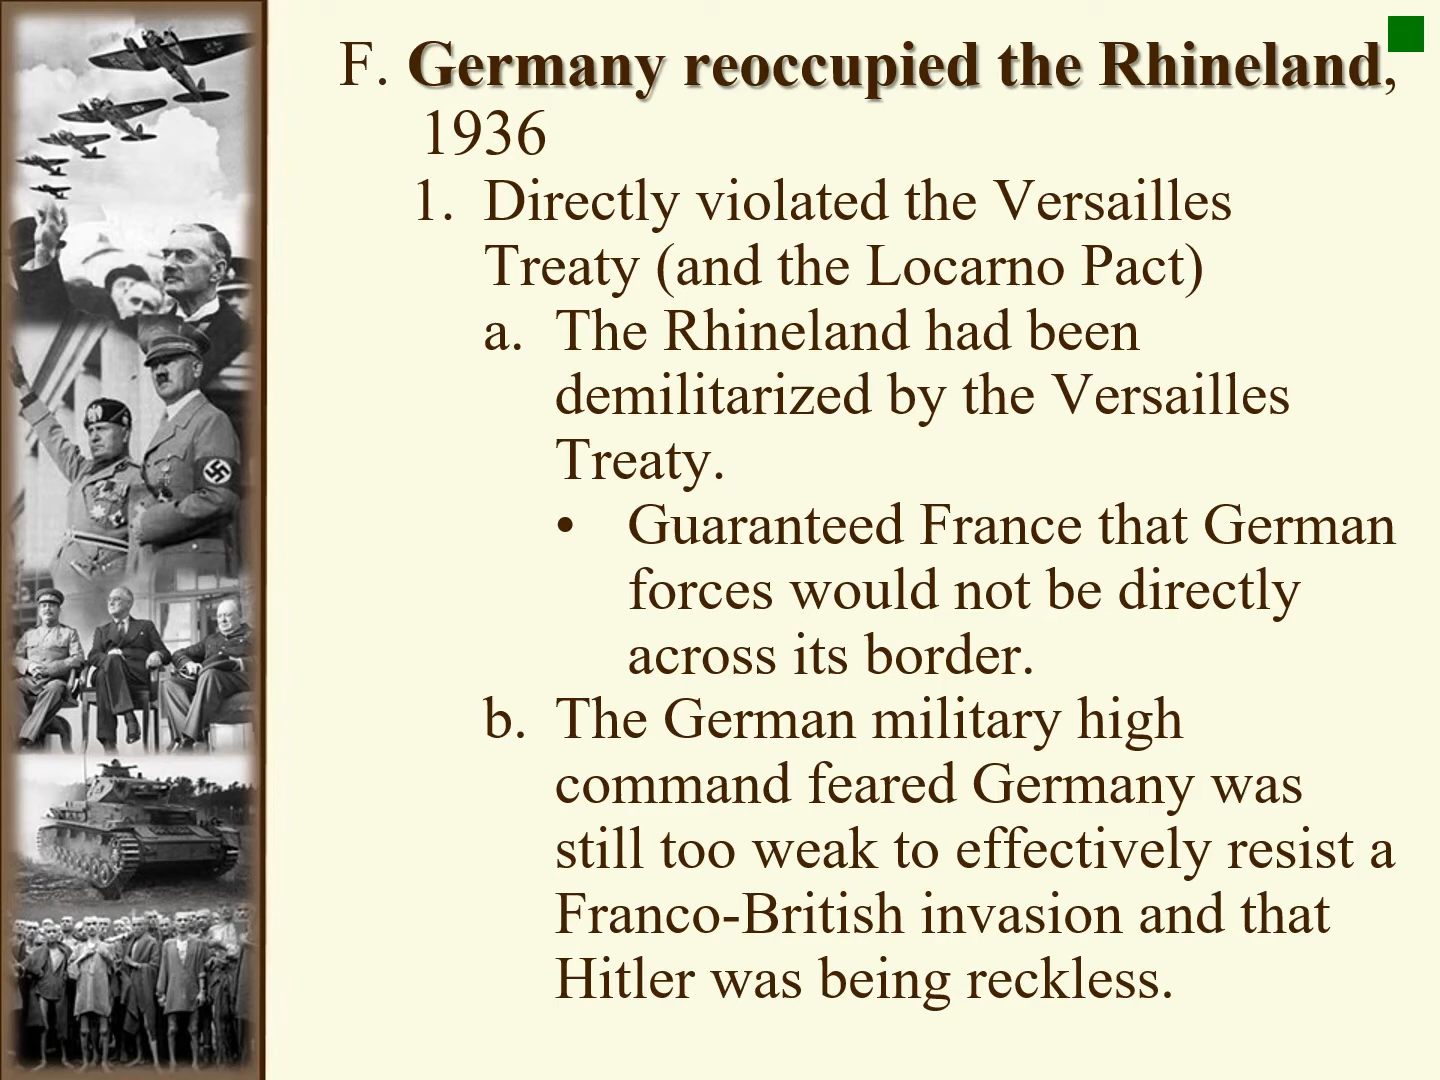 F. Germany reoccupied the Rhineland,
1936
1. Directly violated the Versailles
Treaty (and the Locarno Pact)
a. The Rhineland had been
demilitarized by the Versailles
Treaty.
• Guaranteed France that German
forces would not be directly
across its border.
b. The German military high
command feared Germany was
still too weak to effectively resist a
Franco-British invasion and that
Hitler was being reckless.